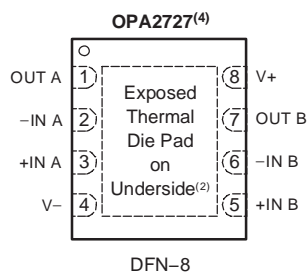 OPA2727(4)
OUT A 1 8 V+
−IN A 2 7 OUT B
+IN A 3 6 −IN B
V− 4 5 +IN B
Exposed
Thermal
Die Pad
on
Underside(2)
DFN−8